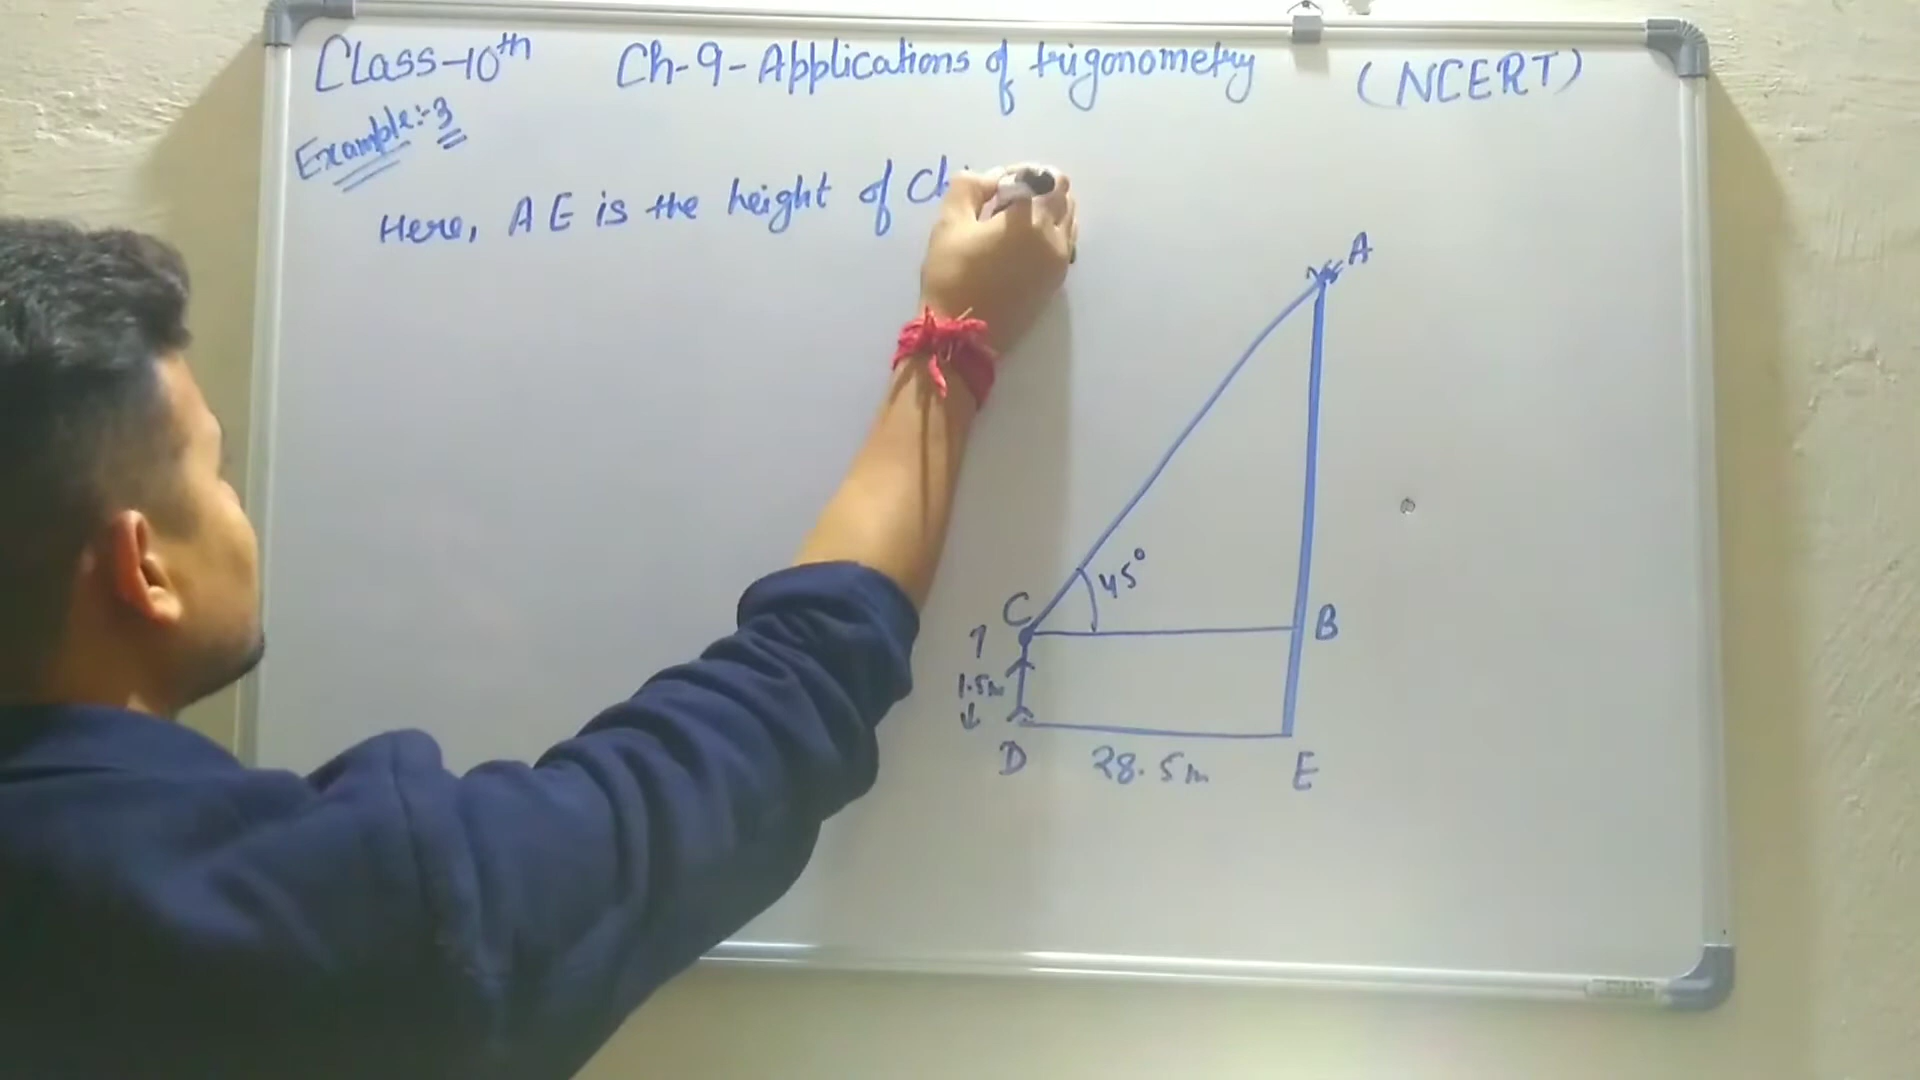 Class-10th Ch-9-Applications of trigonometry (NCERT)
Example:-3
Here, AE is the height of
A
45°
C
B
1.5m
D 28.5m E